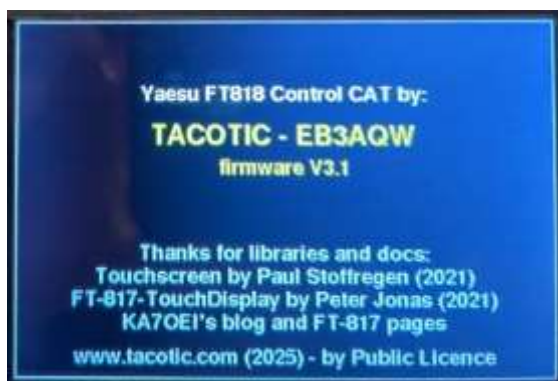 Yaesu FT818 Control CAT by:
TACOTIC - EB3AQW
firmware V3.1
Thanks for libraries and docs:
Touchscreen by Paul Stoffregen (2021)
FT-817-TouchDisplay by Peter Jonas (2021)
KA7OEI's blog and FT-817 pages
www.tacotic.com (2025) - by Public Licence